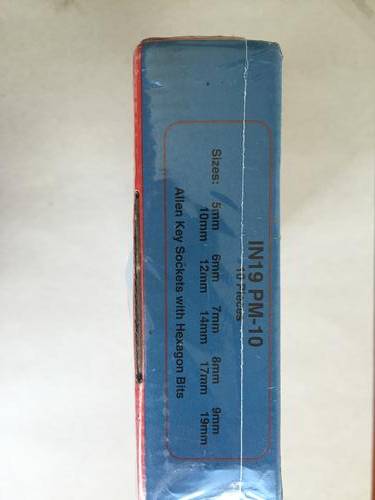 IN19 PM-10
10 Pieces
Sizes: 5mm 6mm 7mm 8mm 9mm
10mm 12mm 14mm 17mm 19mm
Allen Key Sockets with Hexagon Bits